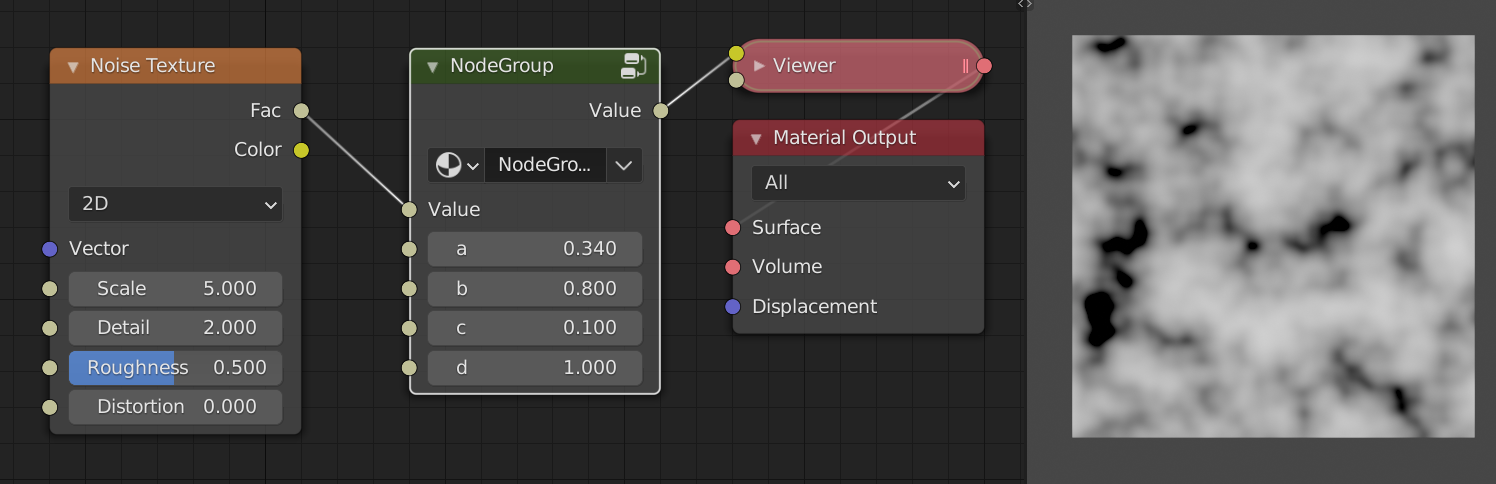 Noise Texture
Fac
Color
2D
Vector
Scale 5.000
Detail 2.000
Roughness 0.500
Distortion 0.000
NodeGroup
Value
NodeGro...
Value
a 0.340
b 0.800
c 0.100
d 1.000
Viewer
Material Output
All
Surface
Volume
Displacement